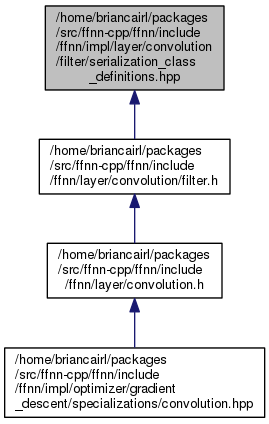 /home/briancairl/packages
/src/ffnn-cpp/ffnn/include
/ffnn/impl/layer/convolution
/filter/serialization_class
_definitions.hpp
/home/briancairl/packages
/src/ffnn-cpp/ffnn/include
/ffnn/layer/convolution/filter.h
/home/briancairl/packages
/src/ffnn-cpp/ffnn/include
/ffnn/layer/convolution.h
/home/briancairl/packages
/src/ffnn-cpp/ffnn/include
/ffnn/impl/optimizer/gradient
_descent/specializations/convolution.hpp